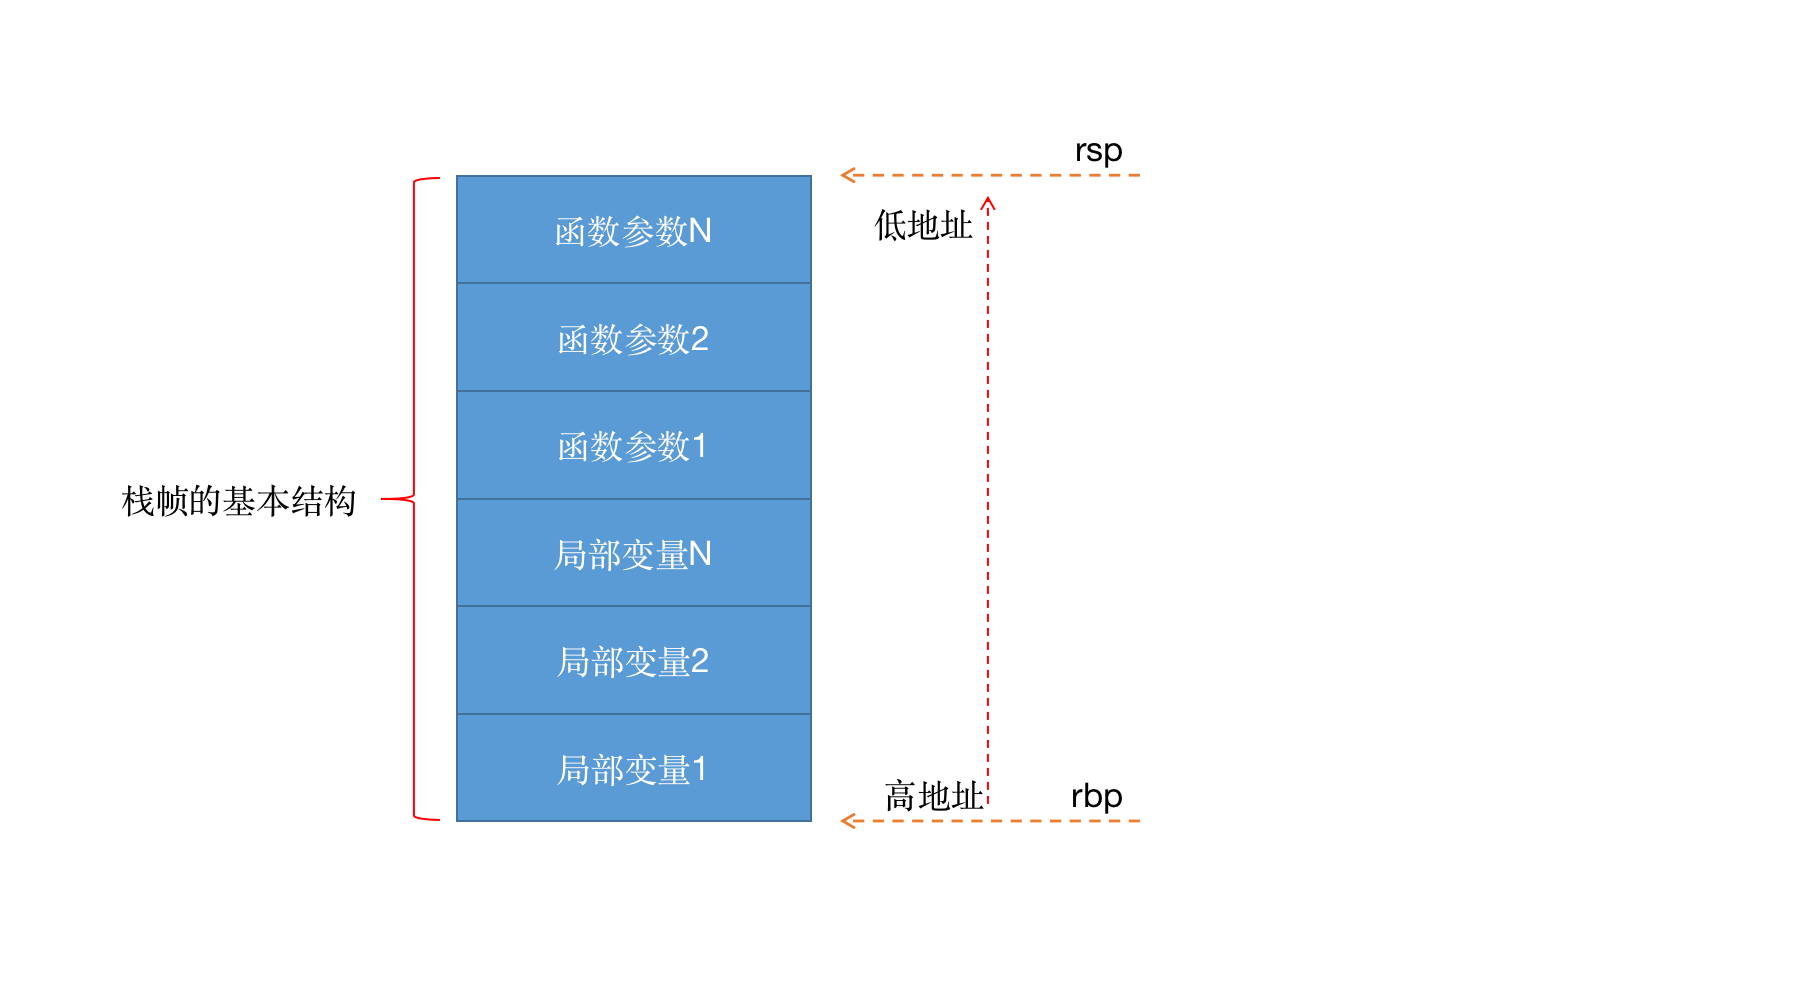 rsp
低地址
函数参数N
函数参数2
函数参数1
栈帧的基本结构
局部变量N
局部变量2
局部变量1
高地址
rbp